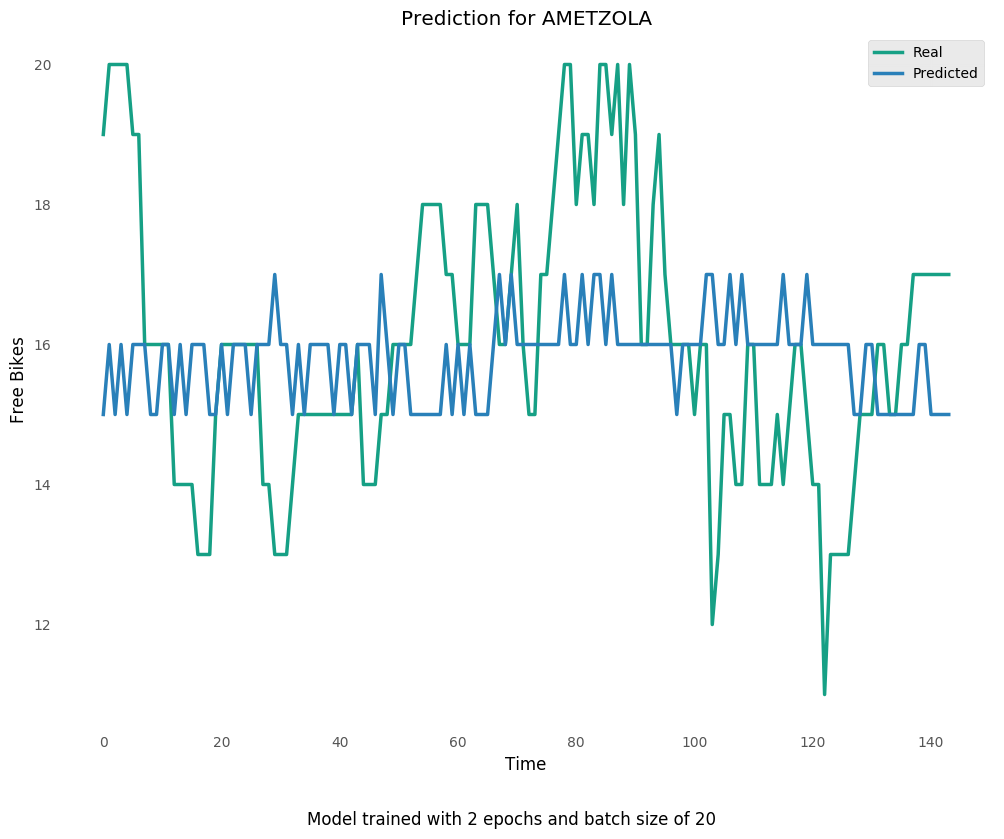 Prediction for AMETZOLA
Real
Predicted
Free Bikes
20
18
16
14
12
0 20 40 60 80 100 120 140
Time
Model trained with 2 epochs and batch size of 20